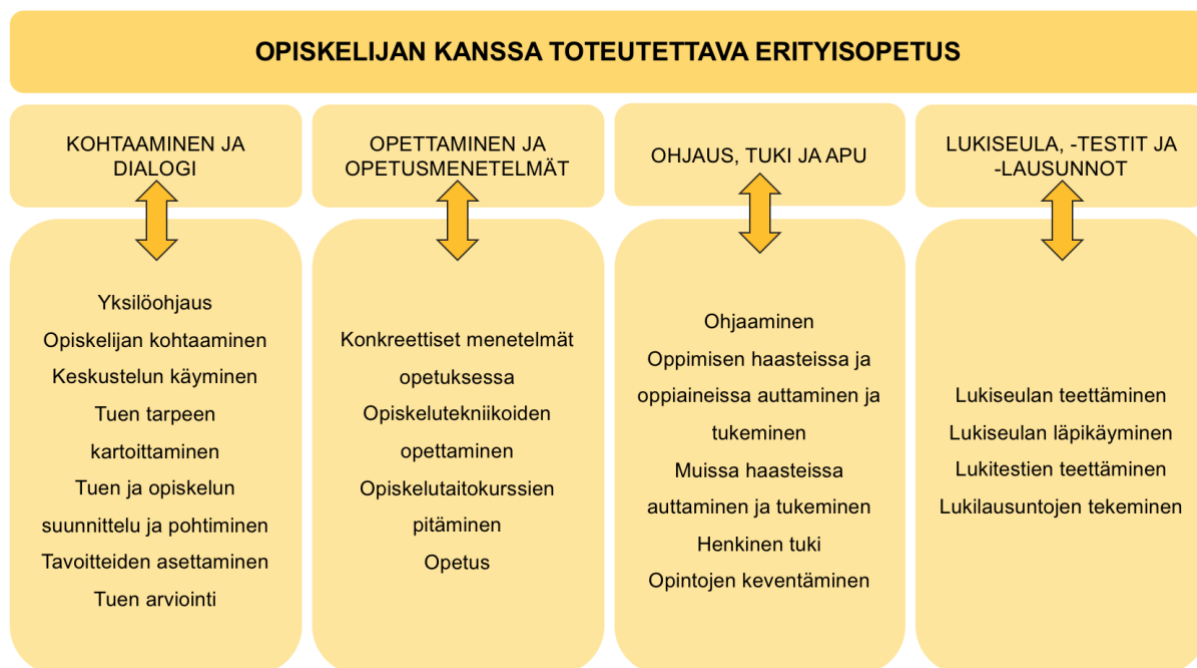 OPISKELIJAN KANSSA TOTEUTETTAVA ERITYISOPETUS
KOHTAAMINEN JA
DIALOGI
Yksilöohjaus
Opiskelijan kohtaaminen
Keskustelun käyminen
Tuen tarpeen
kartoittaminen
Tuen ja opiskelun
suunnittelu ja pohtiminen
Tavoitteiden asettaminen
Tuen arviointi
OPETTAMINEN JA
OPETUSMENETELMÄT
Konkreettiset menetelmät
opetuksessa
Opiskelutekniikoiden
opettaminen
Opiskelutaitokurssien
pitäminen
Opetus
OHJAUS, TUKI JA APU
Ohjaaminen
Oppimisen haasteissa ja
oppiaineissa auttaminen ja
tukeminen
Muissa haasteissa
auttaminen ja tukeminen
Henkinen tuki
Opintojen keventäminen
LUKISEULA, -TESTIT JA
-LAUSUNNOT
Lukiseulan teettäminen
Lukiseulan läpikäyminen
Lukitestien teettäminen
Lukilausuntojen tekeminen